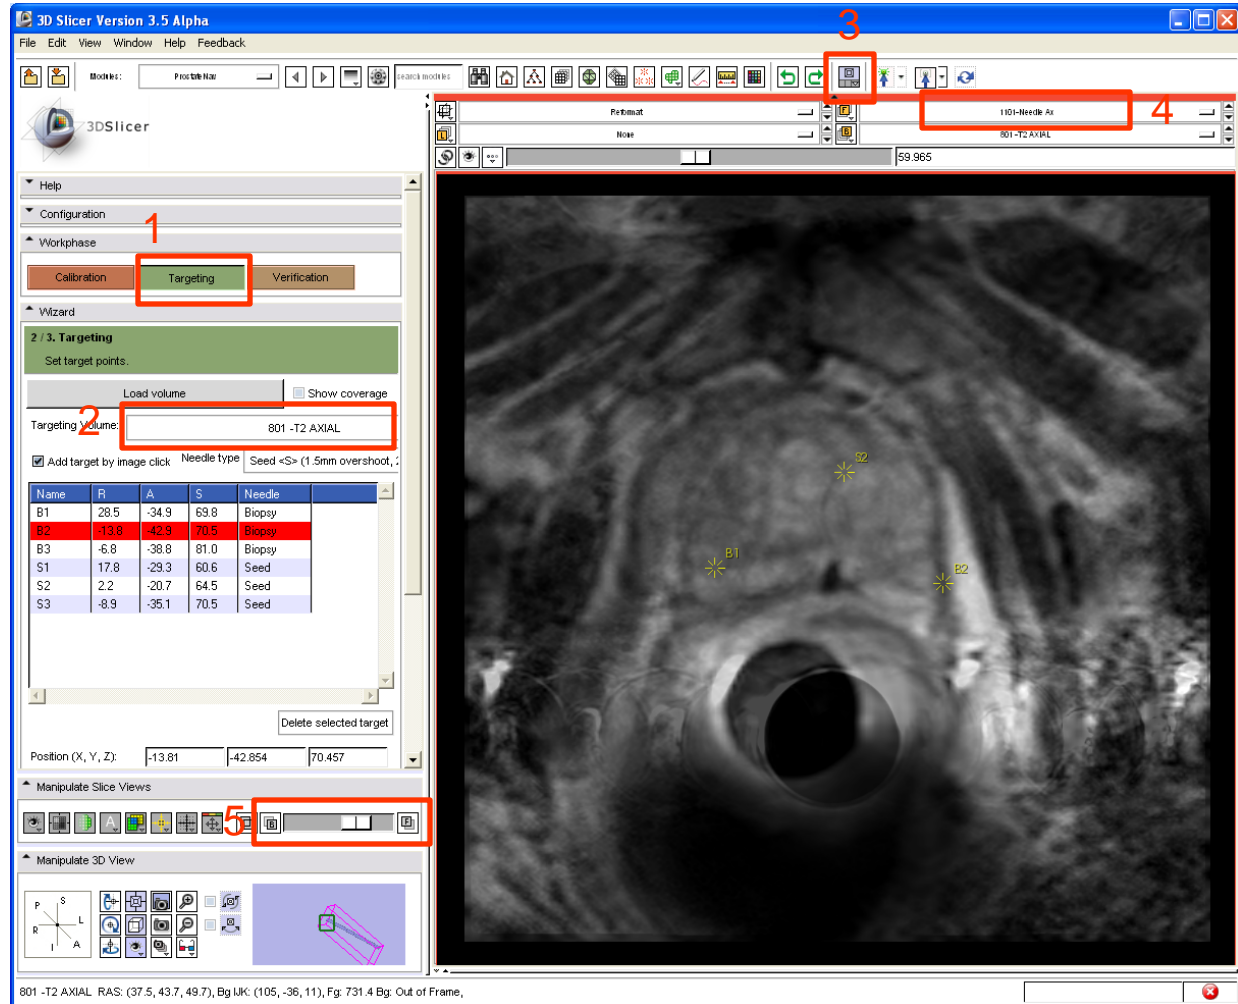 3D Slicer Version 3.5 Alpha
File Edit View Window Help Feedback
3
Modules: ProstateNav search modules
3DSlicer
Reformat 1101-Needle Ax 4
None 801 -T2 AXIAL
59.965
Help
Configuration
1
Workphase
Calibration Targeting Verification
Wizard
2 / 3. Targeting
Set target points.
Load volume Show coverage
2
Targeting Volume: 801 -T2 AXIAL
Add target by image click Needle type Seed <S> (1.5mm overshoot, 2
Name R A S Needle
B1 28.5 -34.9 69.8 Biopsy
B2 -13.8 -42.9 70.5 Biopsy
B3 -6.8 -38.8 81.0 Biopsy
S1 17.8 -29.3 60.6 Seed
S2 2.2 -20.7 64.5 Seed
S3 -8.9 -35.1 70.5 Seed
Delete selected target
Position (X, Y, Z): -13.81 -42.854 70.457
S2
B1
B2
Manipulate Slice Views
5
B F
Manipulate 3D View
P S
R L
I A
801 -T2 AXIAL RAS: (37.5, 43.7, 49.7), Bg IJK: (105, -36, 11), Fg: 731.4 Bg: Out of Frame,